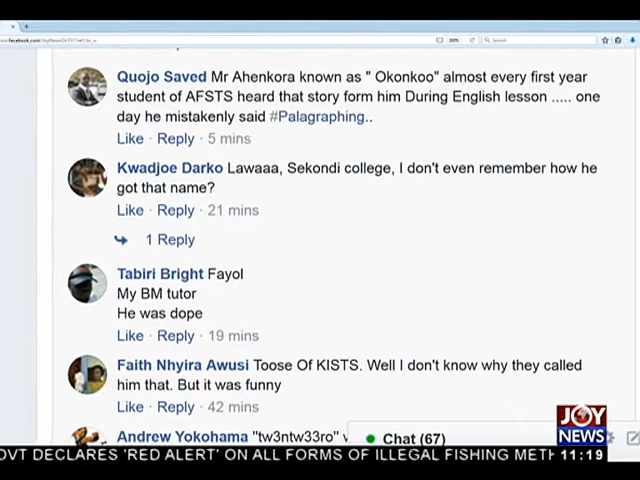 Quojo Saved Mr Ahenkora known as " Okonkoo" almost every first year
student of AFSTS heard that story form him During English lesson ..... one
day he mistakenly said #Palagraphing..
Like · Reply · 5 mins
Kwadjoe Darko Lawaaa, Sekondi college, I don't even remember how he
got that name?
Like · Reply · 21 mins
1 Reply
Tabiri Bright Fayol
My BM tutor
He was dope
Like · Reply · 19 mins
Faith Nhyira Awusi Toose Of KISTS. Well I don't know why they called
him that. But it was funny
Like · Reply · 42 mins
Andrew Yokohama "tw3ntw33ro"
Chat (67)
JOY
NEWS
OVT DECLARES 'RED ALERT' ON ALL FORMS OF ILLEGAL FISHING METH
11:19